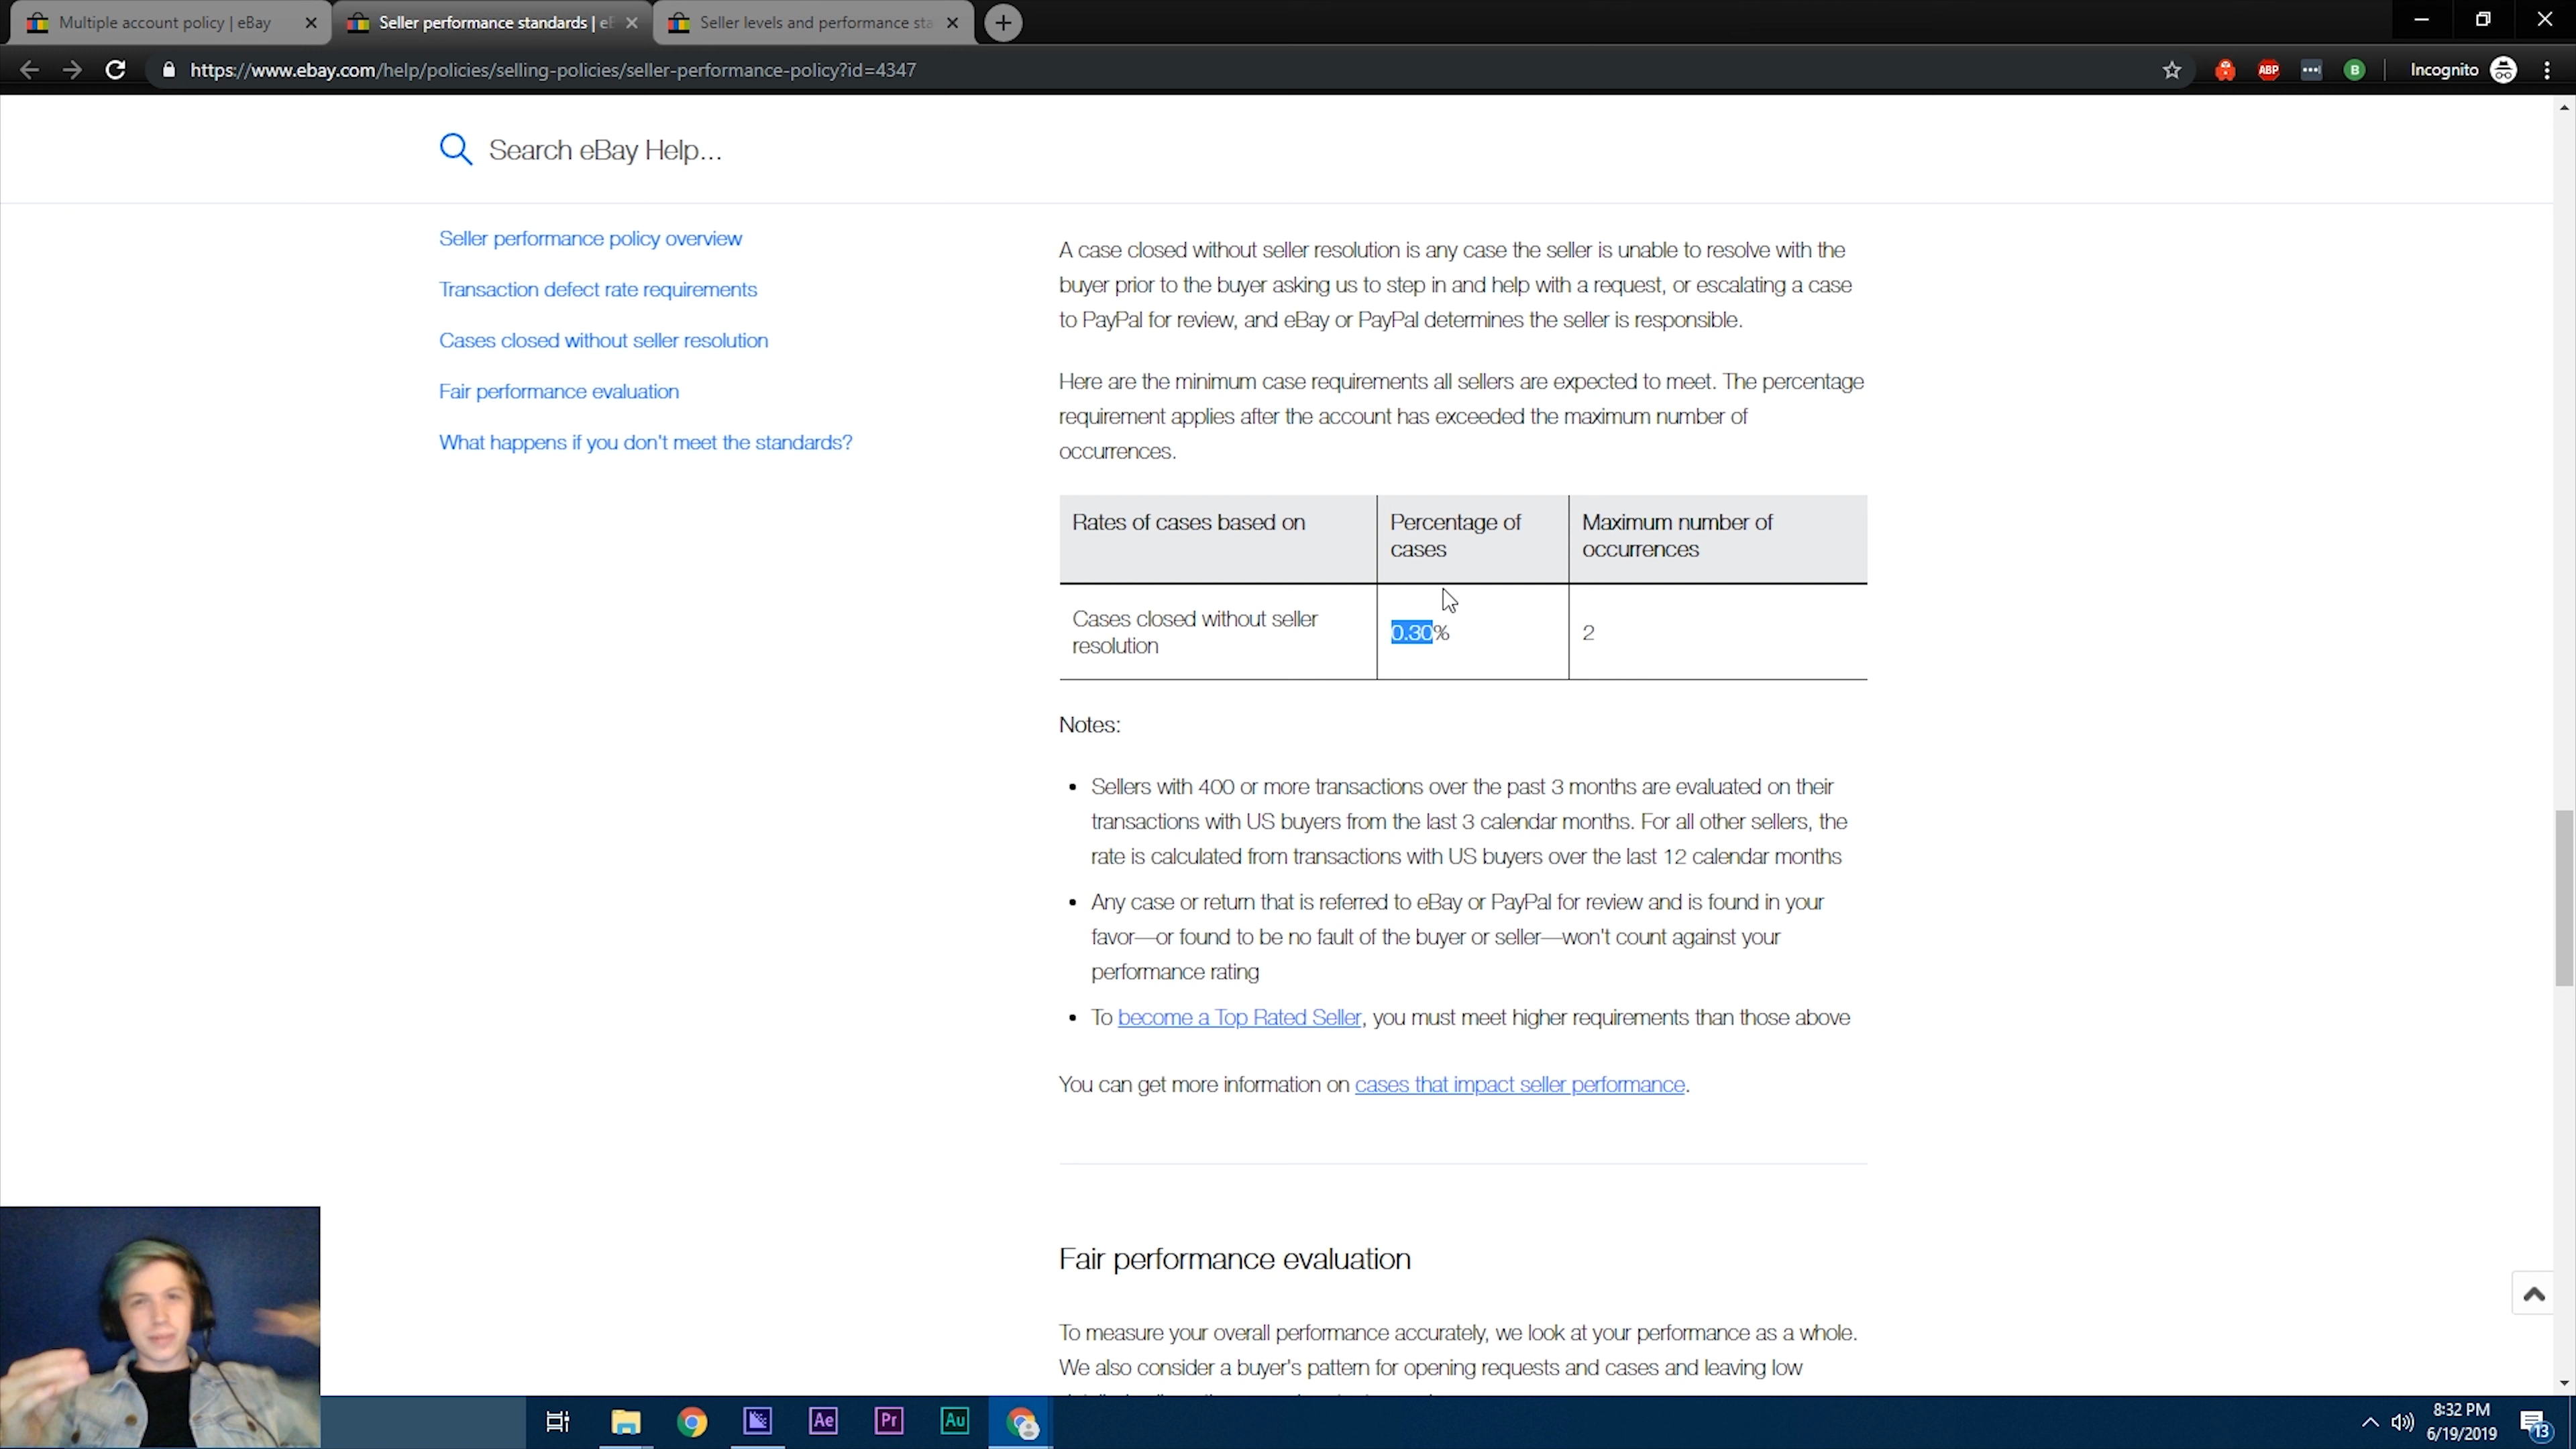 Multiple account policy | eBay
Seller performance standards | eB
Seller levels and performance sta
https://www.ebay.com/help/policies/selling-policies/seller-performance-policy?id=4347
ABP
B
Incognito
Search eBay Help...
Seller performance policy overview
Transaction defect rate requirements
Cases closed without seller resolution
Fair performance evaluation
What happens if you don't meet the standards?
A case closed without seller resolution is any case the seller is unable to resolve with the
buyer prior to the buyer asking us to step in and help with a request, or escalating a case
to PayPal for review, and eBay or PayPal determines the seller is responsible.
Here are the minimum case requirements all sellers are expected to meet. The percentage
requirement applies after the account has exceeded the maximum number of
occurrences.
Rates of cases based on
Percentage of
cases
Maximum number of
occurrences
Cases closed without seller
resolution
0.30%
2
Notes:
• Sellers with 400 or more transactions over the past 3 months are evaluated on their
transactions with US buyers from the last 3 calendar months. For all other sellers, the
rate is calculated from transactions with US buyers over the last 12 calendar months
• Any case or return that is referred to eBay or PayPal for review and is found in your
favor—or found to be no fault of the buyer or seller—won't count against your
performance rating
• To become a Top Rated Seller, you must meet higher requirements than those above
You can get more information on cases that impact seller performance.
Fair performance evaluation
To measure your overall performance accurately, we look at your performance as a whole.
We also consider a buyer's pattern for opening requests and cases and leaving low
Ae
Pr
Au
8:32 PM
6/19/2019
13